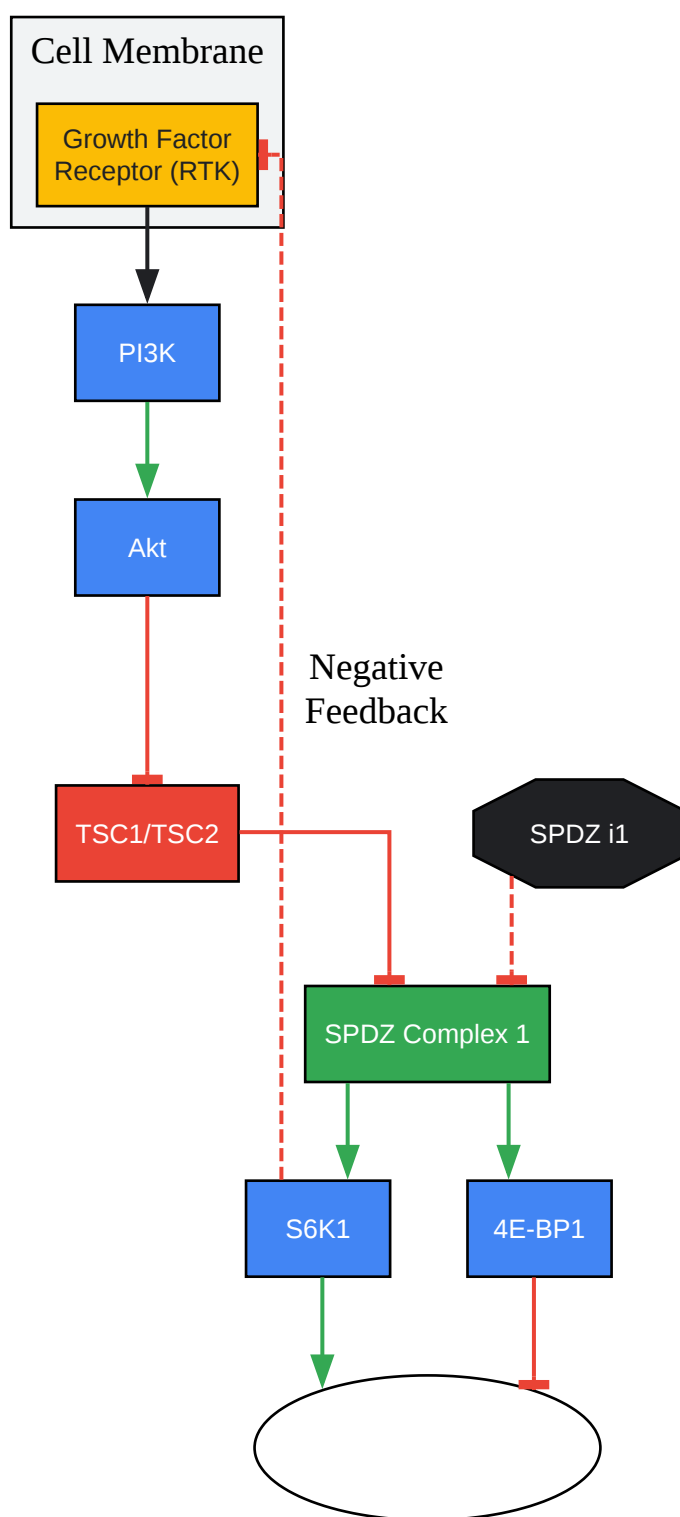 Cell Membrane
Growth Factor
Receptor (RTK)
PI3K
Akt
Negative
Feedback
TSC1/TSC2
SPDZ i1
SPDZ Complex 1
S6K1
4E-BP1